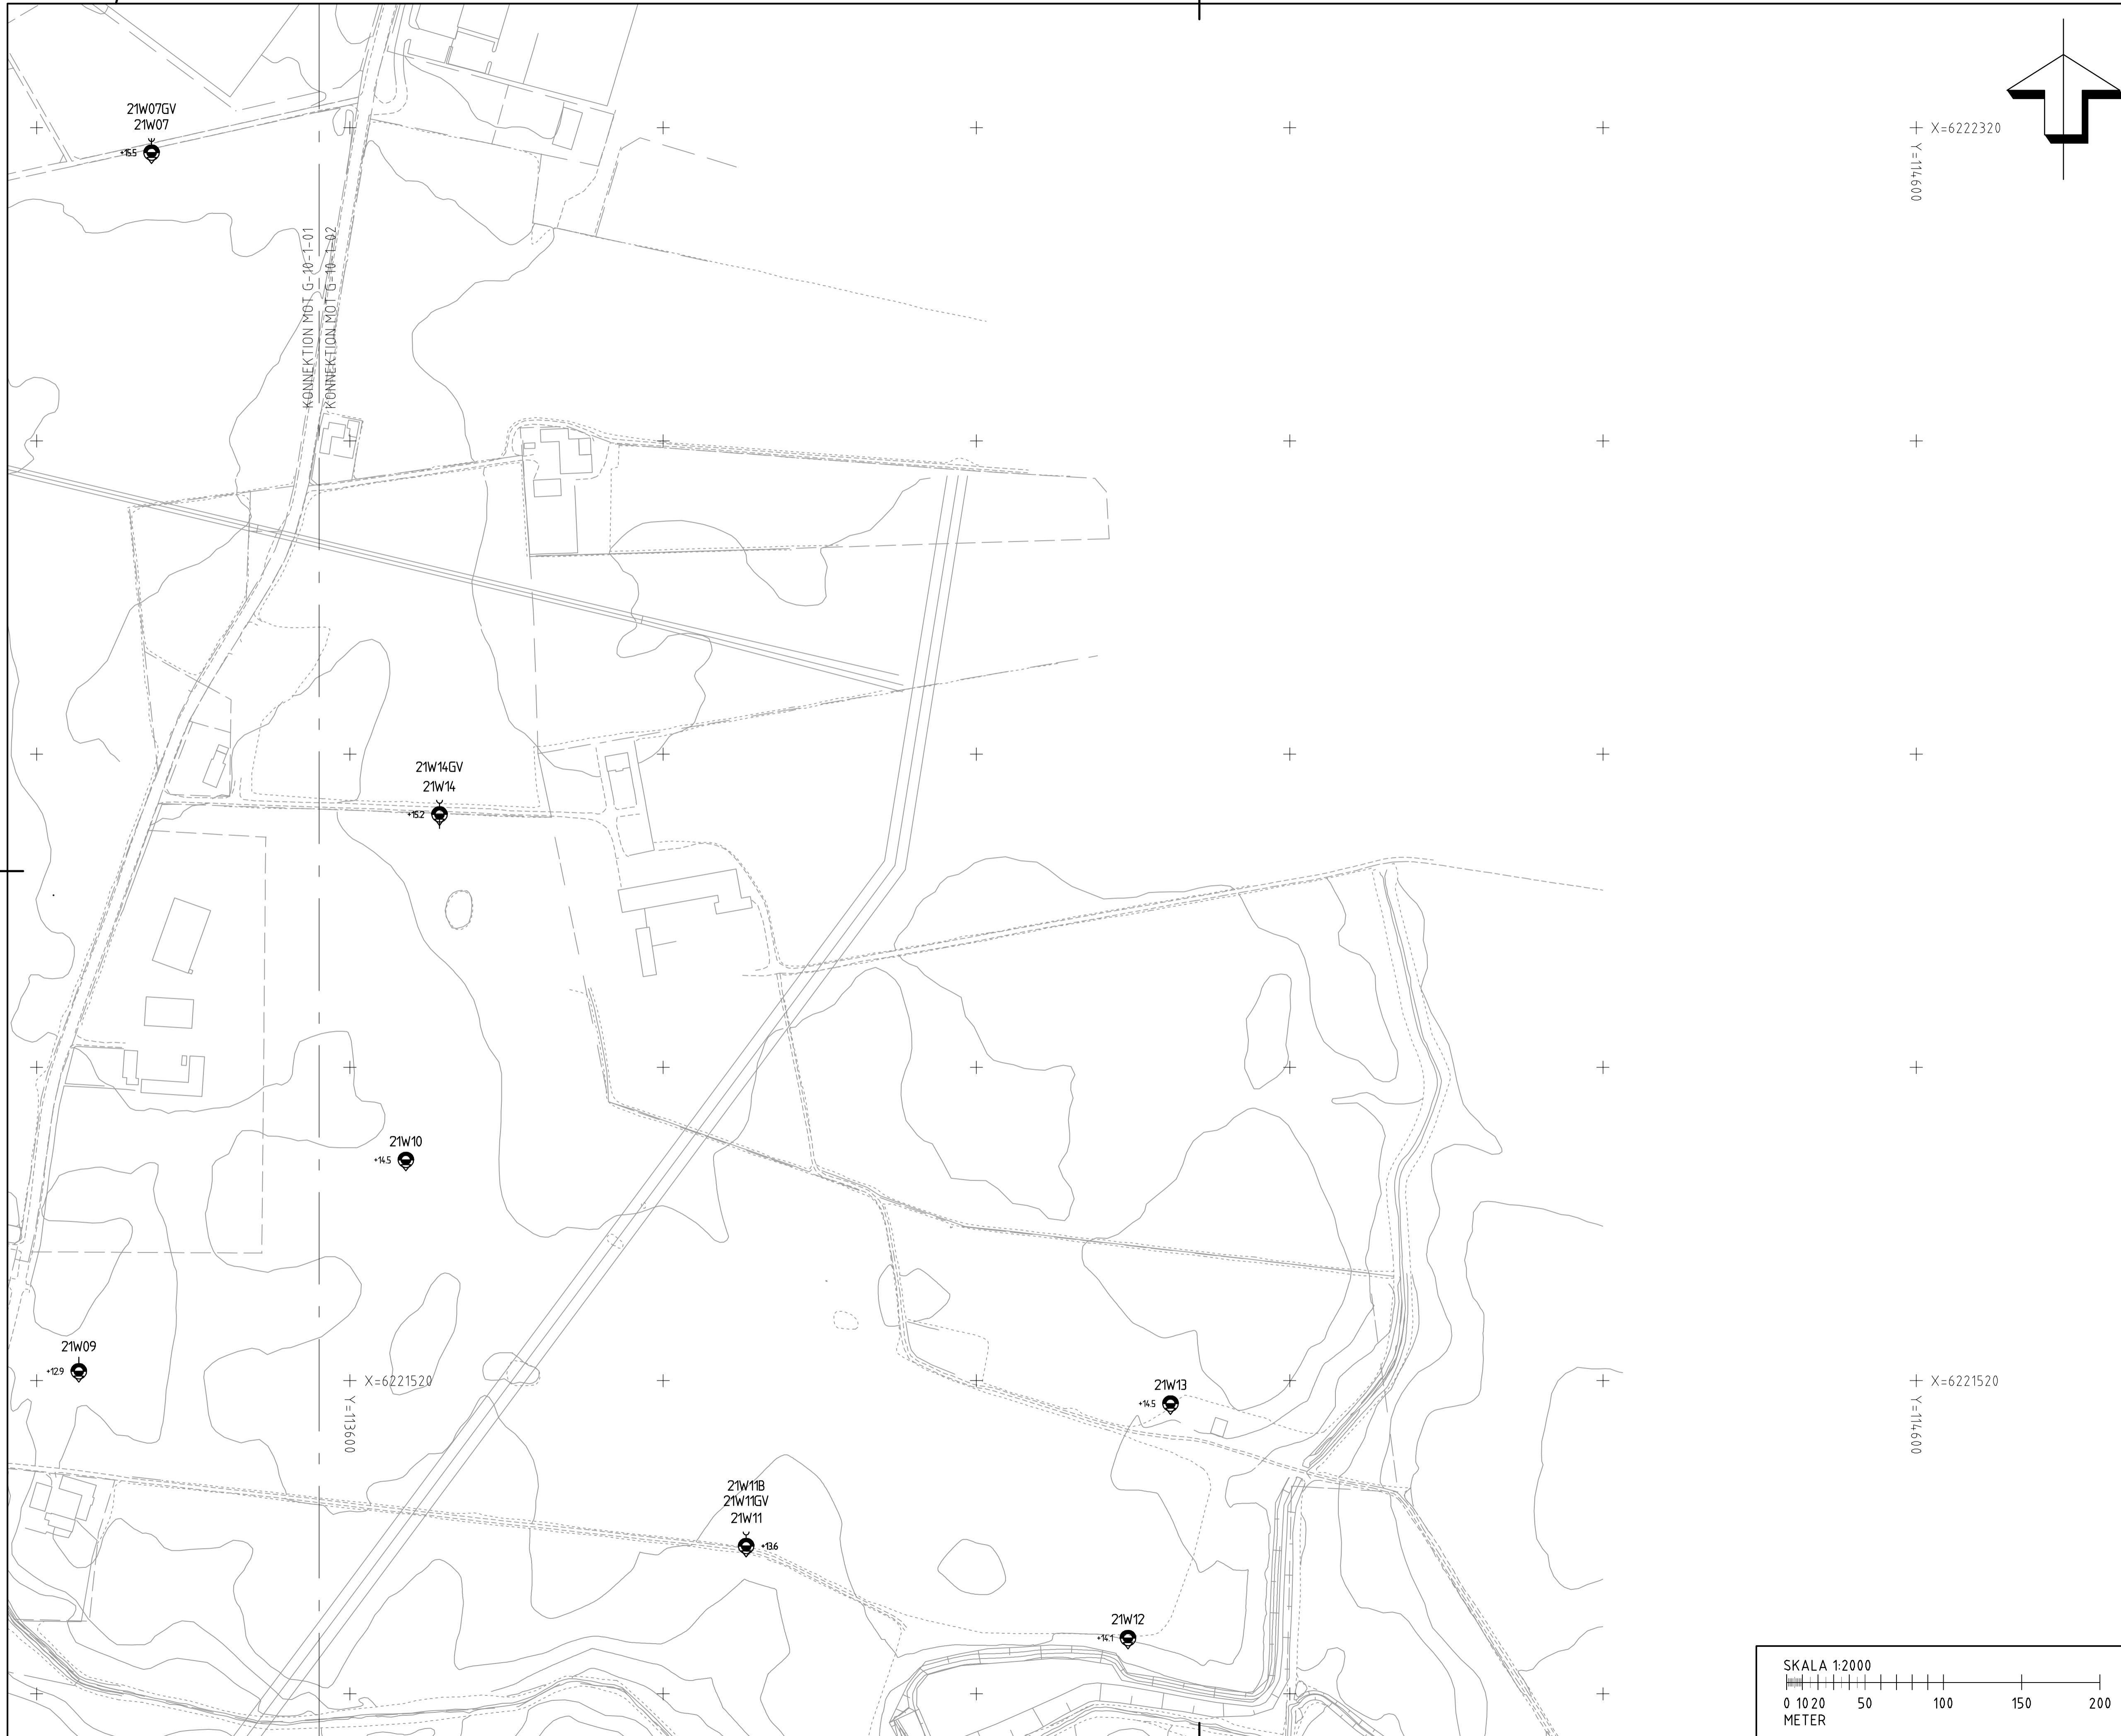 21W07GV
21W07
+15.5
X=6222320
Y=114600
KONNEKTION MOT G-10-1-01
KONNEKTION MOT G-10-1-02
21W14GV
21W14
+15.2
21W10
+14.5
21W09
+12.9
X=6221520
Y=113600
21W13
+14.5
X=6221520
Y=114600
21W11B
21W11GV
21W11
+13.6
21W12
+14.1
SKALA 1:2000
0 10 20 50 100 150 200
METER